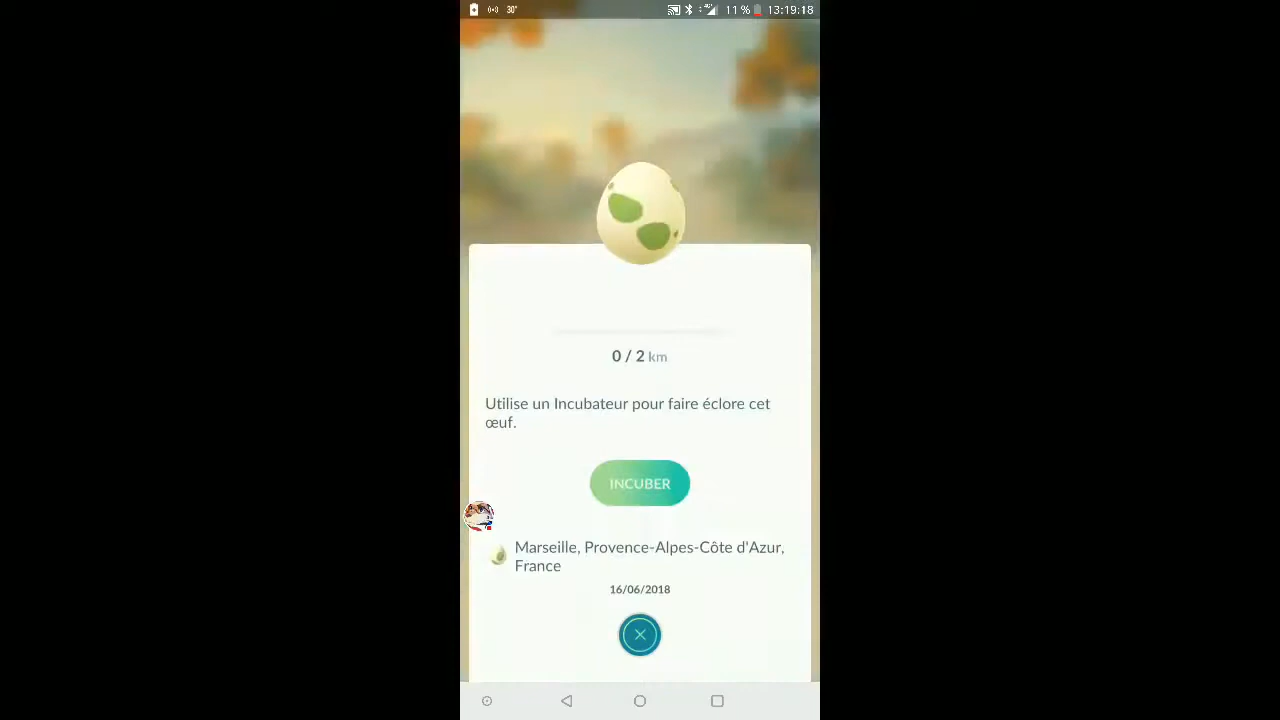 30° 4G 11 % 13:19:18
0 / 2 km
Utilise un Incubateur pour faire éclore cet
œuf.
INCUBER
Marseille, Provence-Alpes-Côte d'Azur,
France
16/06/2018